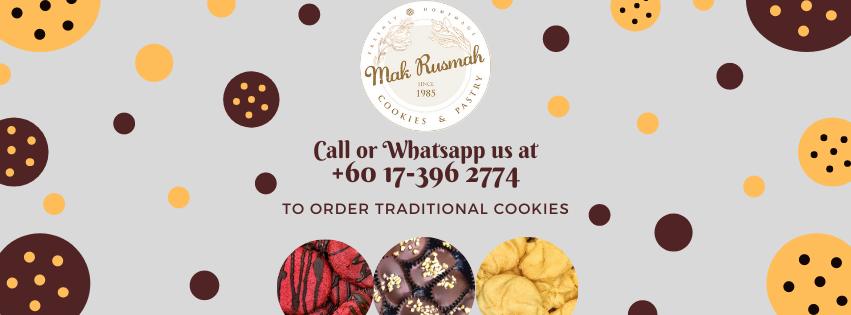 FRESHLY HOMEMADE
Mak Rusmah
SINCE
1985
COOKIES & PASTRY
Call or Whatsapp us at
+60 17-396 2774
TO ORDER TRADITIONAL COOKIES